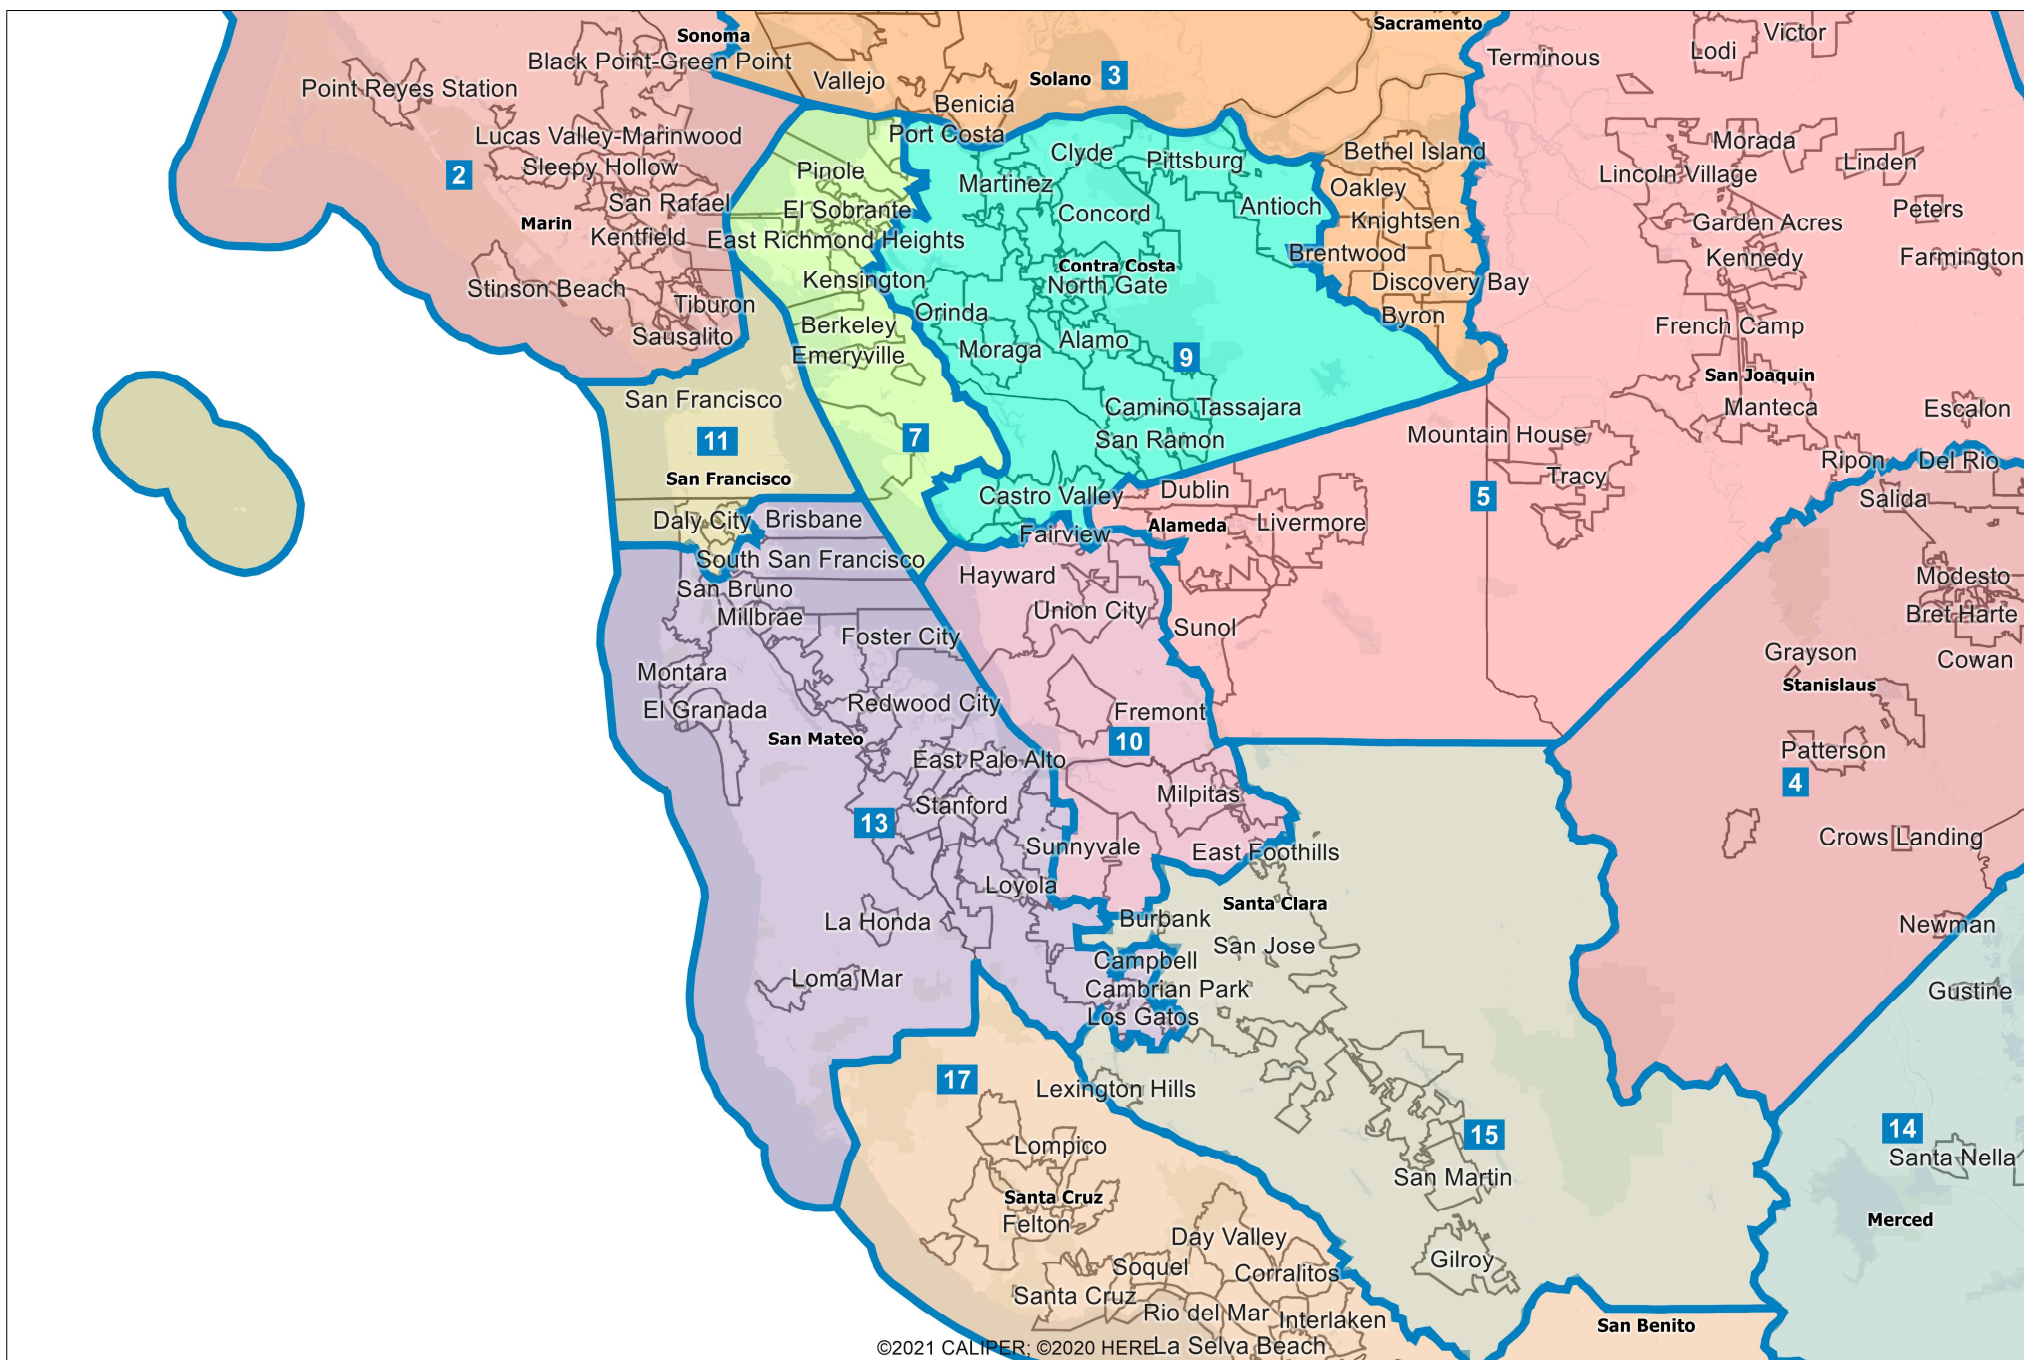 Sonoma
Sacramento
Victor
Lodi
Black Point-Green Point
Terminous
Vallejo
Solano 3
Point Reyes Station
Benicia
Port Costa
Lucas Valley-Marinwood
Morada
Clyde
Pittsburg
Bethel Island
Linden
Sleepy Hollow
Pinole
2
Martinez
Oakley
Lincoln Village
San Rafael
El Sobrante
Concord
Antioch
Knightsen
Peters
Marin
Garden Acres
Kentfield
East Richmond Heights
Brentwood
Kennedy
Farmington
Contra Costa
Kensington
North Gate
Discovery Bay
Stinson Beach
Tiburon
Orinda
Byron
Berkeley
French Camp
Sausalito
Alamo
Emeryville
Moraga
9
San Joaquin
San Francisco
Camino Tassajara
Manteca
Escalon
11
7
San Ramon
Mountain House
Ripon
Del Rio
San Francisco
Tracy
Castro Valley
Dublin
5
Salida
Daly City
Brisbane
Alameda
Livermore
Fairview
South San Francisco
Hayward
Modesto
San Bruno
Union City
Bret Harte
Millbrae
Sunol
Foster City
Grayson
Cowan
Montara
Stanislaus
El Granada
Redwood City
Fremont
San Mateo
10
Patterson
East Palo Alto
4
Milpitas
Stanford
13
Crows Landing
Sunnyvale
East Foothills
Loyola
Santa Clara
La Honda
Burbank
Newman
San Jose
Campbell
Loma Mar
Cambrian Park
Gustine
Los Gatos
17
Lexington Hills
14
15
Lompico
Santa Nella
San Martin
Santa Cruz
Felton
Merced
Day Valley
Gilroy
Soquel
Corralitos
Santa Cruz
Rio del Mar
Interlaken
San Benito
©2021 CALIPER; ©2020 HERE
La Selva Beach